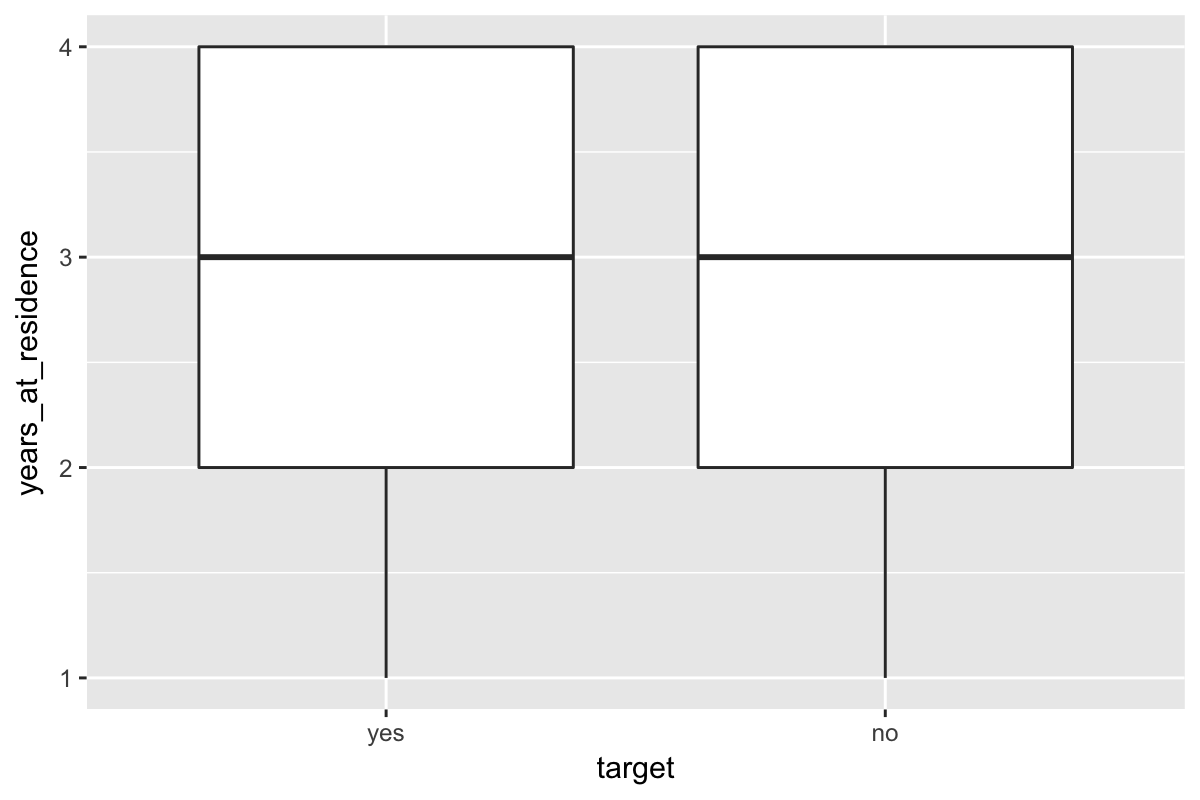 years_at_residence
4
3
2
1
yes no
target